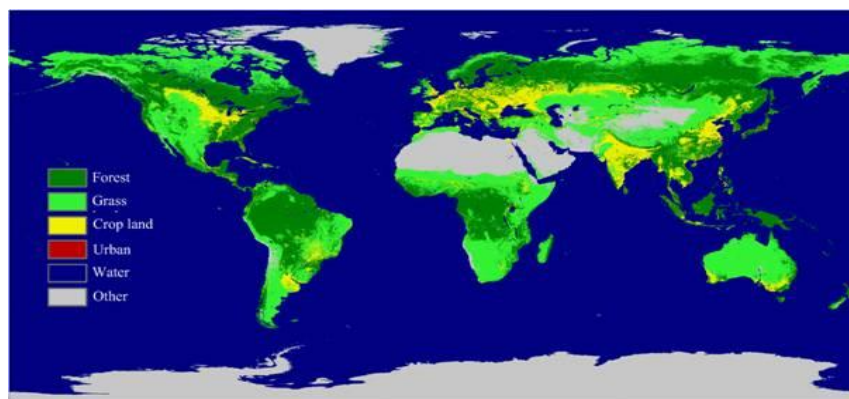 Forest
Grass
Crop land
Urban
Water
Other